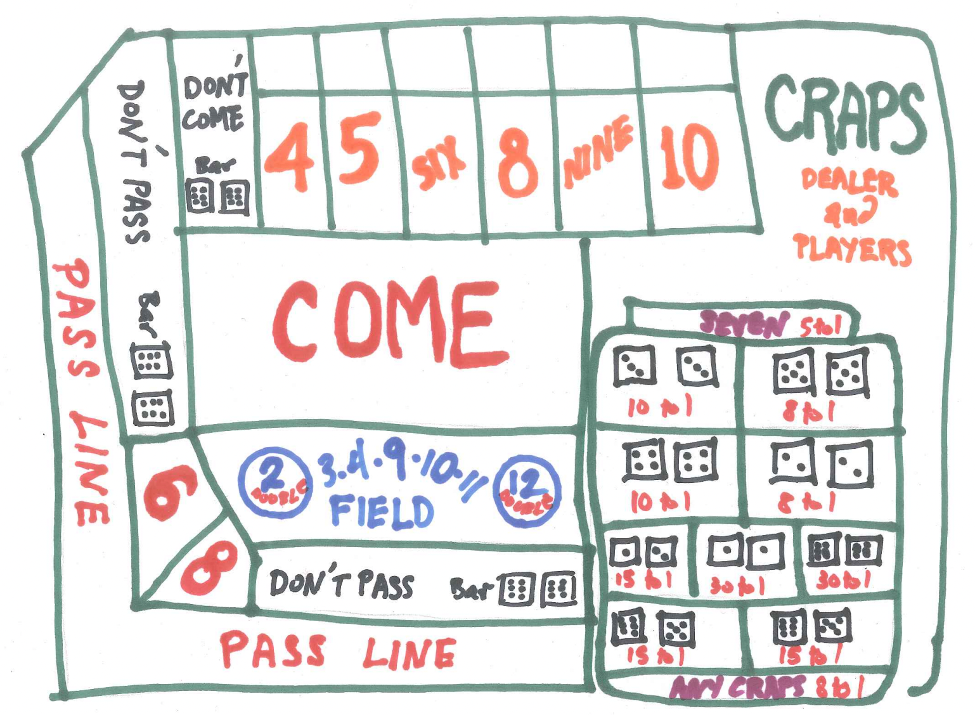 DON'T PASS
Bar
DON'T
COME
Bar
4
5
SIX
8
NINE
10
CRAPS
DEALER
and
PLAYERS
PASS LINE
COME
SEVEN 5 to 1
10 to 1
8 to 1
10 to 1
8 to 1
15 to 1
30 to 1
30 to 1
15 to 1
15 to 1
ANY CRAPS 8 to 1
6
8
2
DOUBLE
3·4·9·10·11
FIELD
12
DOUBLE
DON'T PASS Bar
PASS LINE